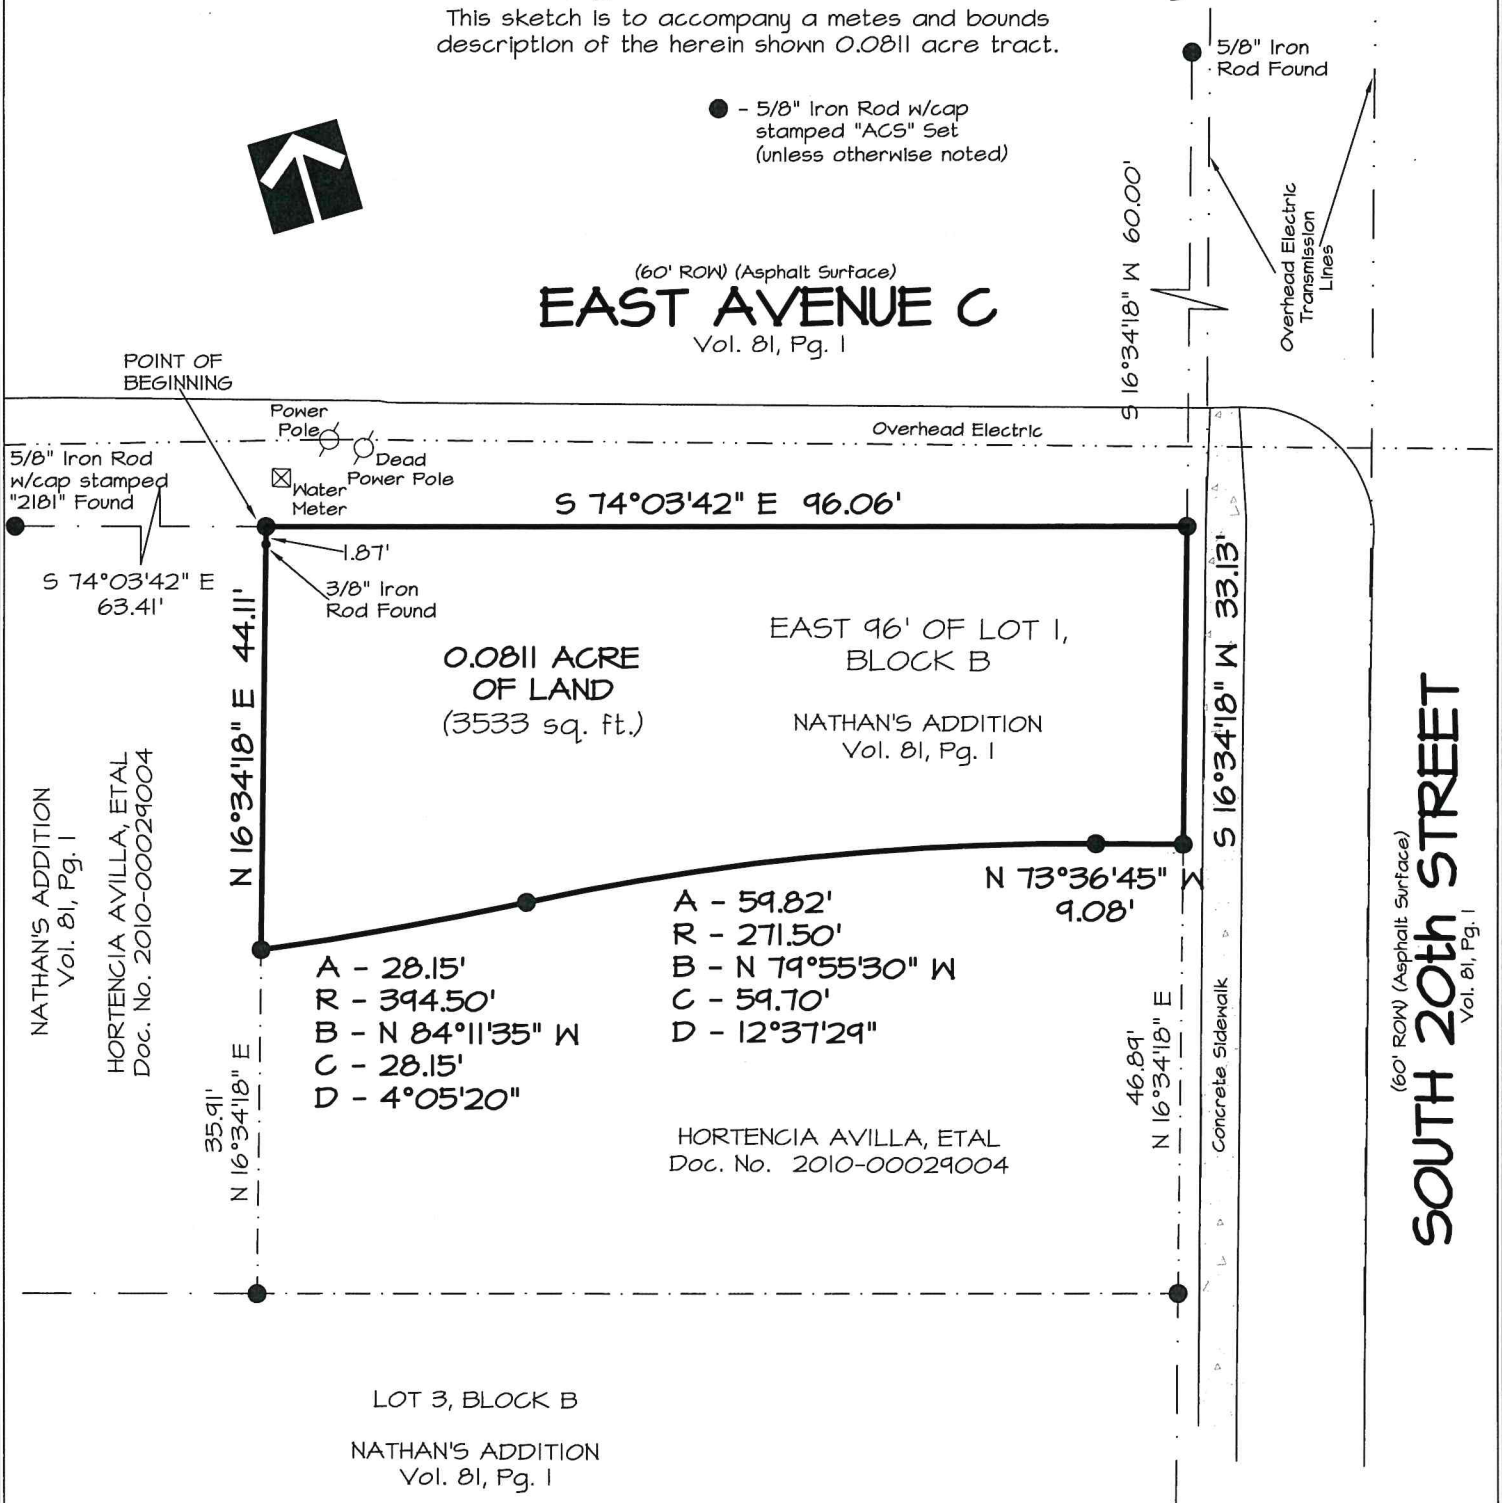 This sketch is to accompany a metes and bounds
description of the herein shown 0.0811 acre tract.
5/8" Iron
Rod Found
- 5/8" Iron Rod w/cap
stamped "ACS" Set
(unless otherwise noted)
S 16°34'18" W 60.00'
Overhead Electric
Transmission
Lines
(60' ROW) (Asphalt Surface)
EAST AVENUE C
Vol. 81, Pg. 1
POINT OF
BEGINNING
Power
Pole
Overhead Electric
5/8" Iron Rod
w/cap stamped
"2181" Found
Dead
Power Pole
Water
Meter
S 74°03'42" E 96.06'
1.87'
S 74°03'42" E
63.41'
3/8" Iron
Rod Found
N 16°34'18" E 44.11'
S 16°34'18" W 33.13'
0.0811 ACRE
OF LAND
(3533 sq. ft.)
EAST 96' OF LOT 1,
BLOCK B
NATHAN'S ADDITION
Vol. 81, Pg. 1
NATHAN'S ADDITION
Vol. 81, Pg. 1
HORTENCIA AVILLA, ETAL
Doc. No. 2010-00029004
N 73°36'45" W
9.08'
A - 59.82'
R - 271.50'
B - N 79°55'30" W
C - 59.70'
D - 12°37'29"
A - 28.15'
R - 394.50'
B - N 84°11'35" W
C - 28.15'
D - 4°05'20"
35.91'
N 16°34'18" E
46.89'
N 16°34'18" E
Concrete Sidewalk
(60' ROW) (Asphalt Surface)
SOUTH 20th STREET
Vol. 81, Pg. 1
HORTENCIA AVILLA, ETAL
Doc. No. 2010-00029004
LOT 3, BLOCK B
NATHAN'S ADDITION
Vol. 81, Pg. 1